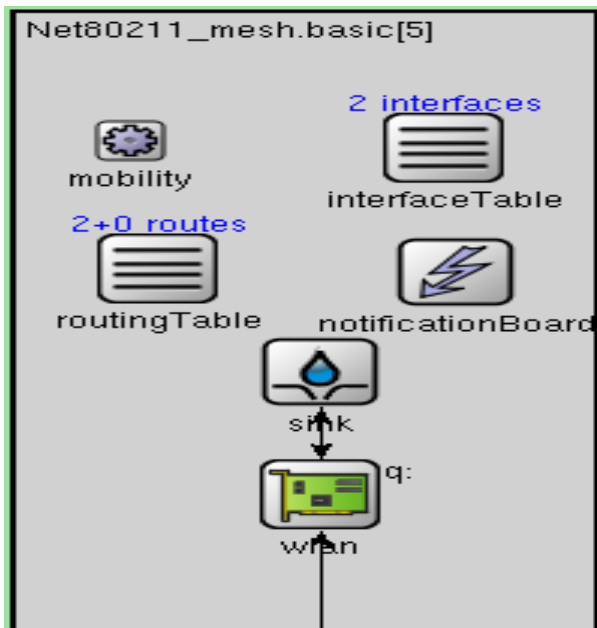 Net80211_mesh.basic[5]
2 interfaces
mobility
interfaceTable
2+0 routes
routingTable
notificationBoard
sink
q:
wlan